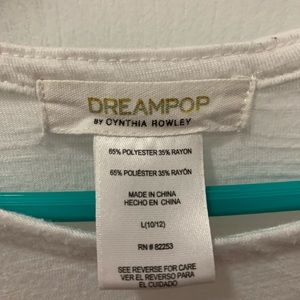 DREAMPOP
BY CYNTHIA ROWLEY
65% POLYESTER 35% RAYON
65% POLIÉSTER 35% RAYÓN
MADE IN CHINA
HECHO EN CHINA
L(10/12)
RN # 82253
SEE REVERSE FOR CARE
VER EL REVERSO PARA
EL CUIDADO